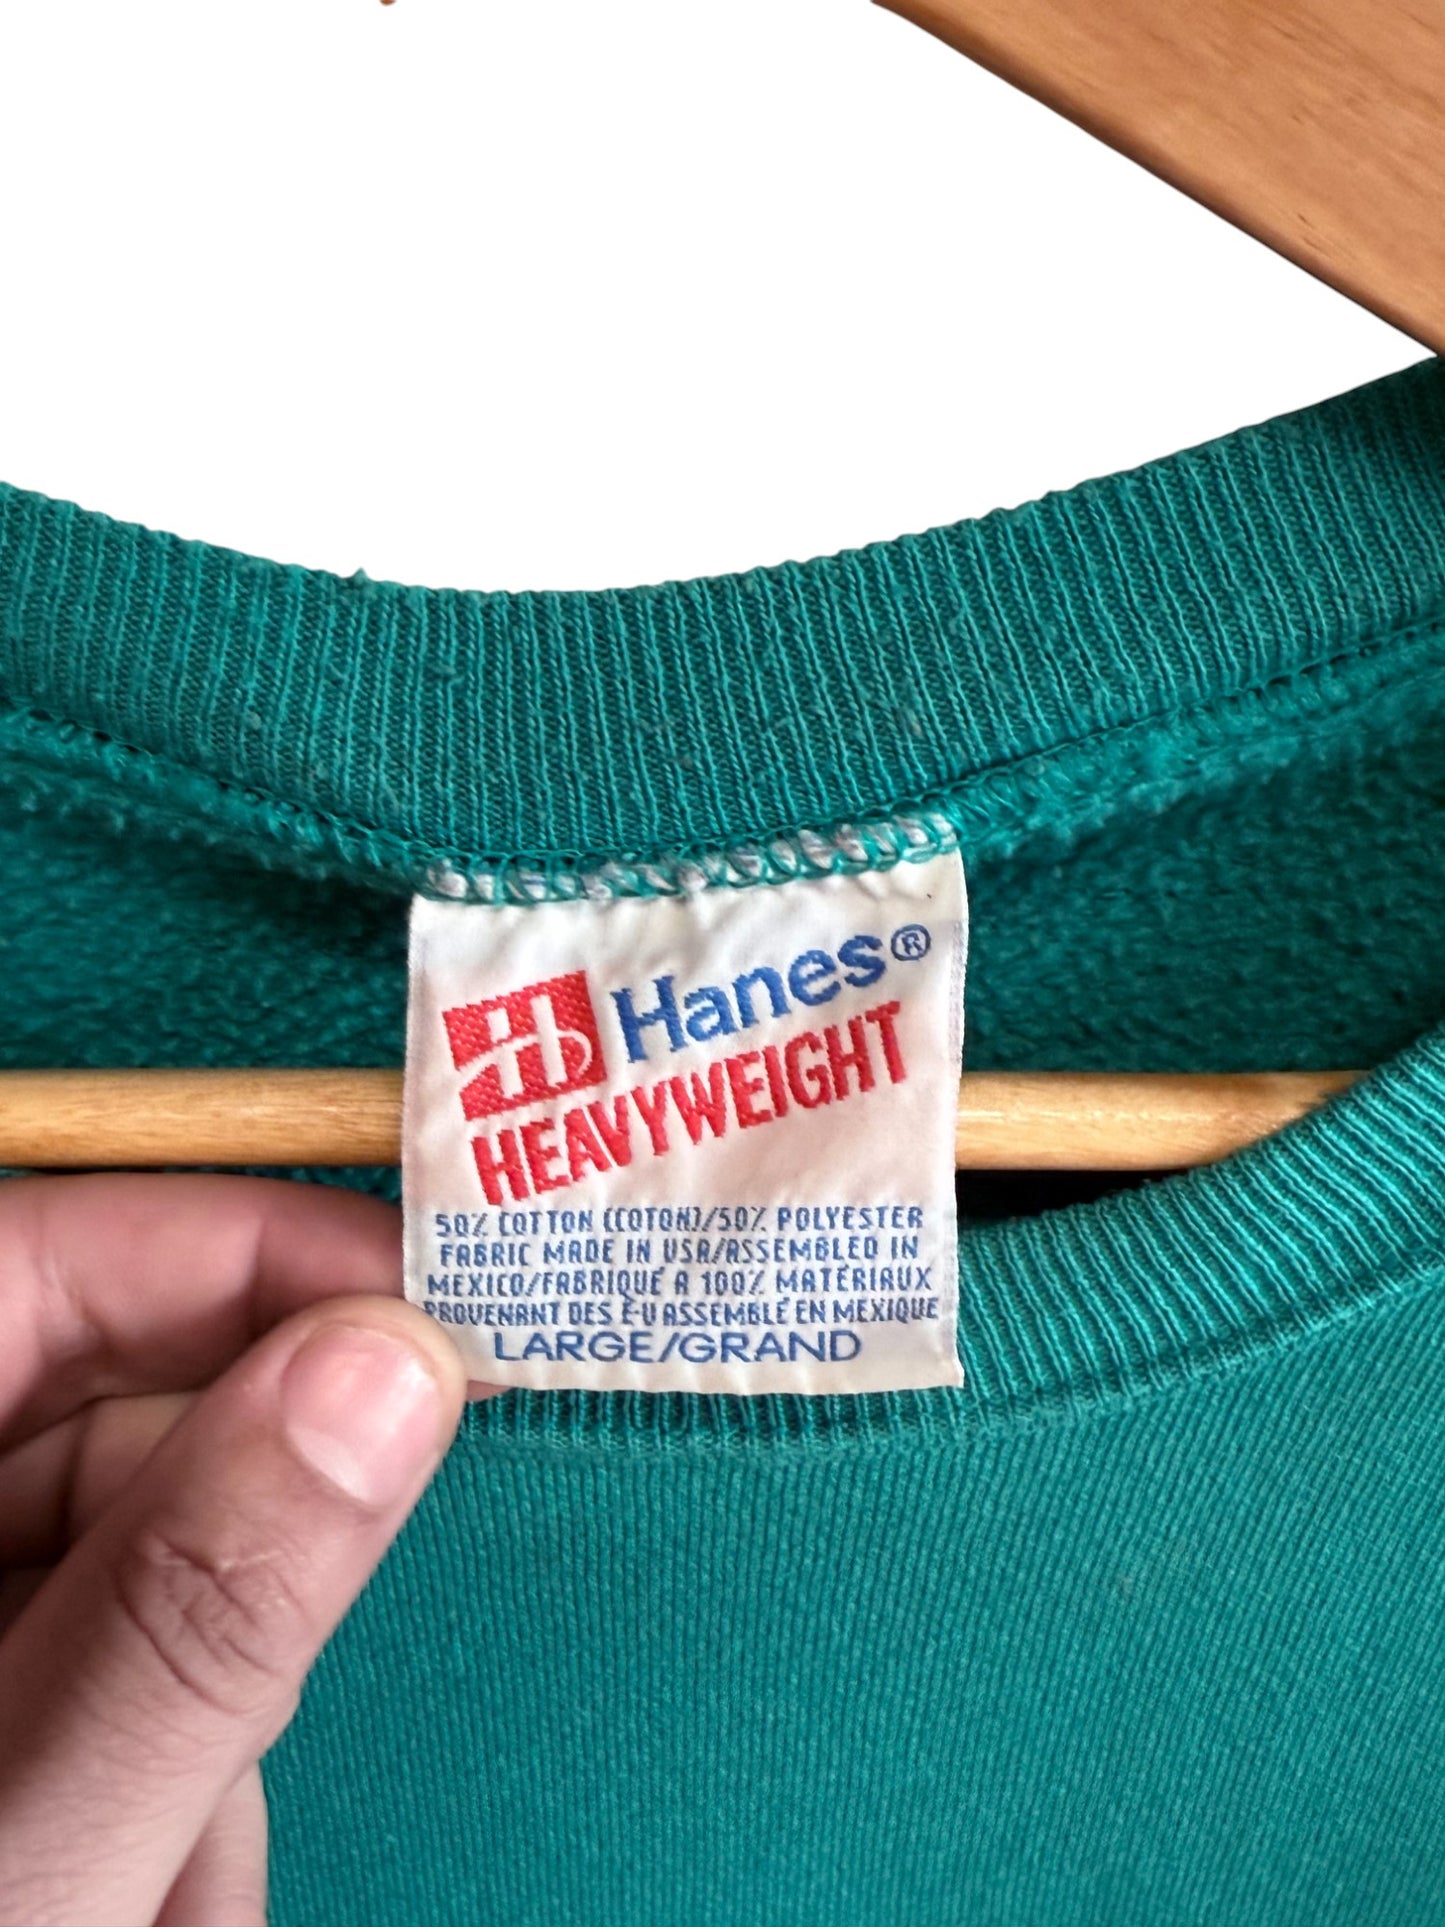 H Hanes®
HEAVYWEIGHT
50% COTTON (COTON)/50% POLYESTER
FABRIC MADE IN USA/ASSEMBLED IN
MEXICO/FABRIQUÉ A 100% MATÉRIAUX
PROVENANT DES É-U ASSEMBLÉ EN MEXIQUE
LARGE/GRAND